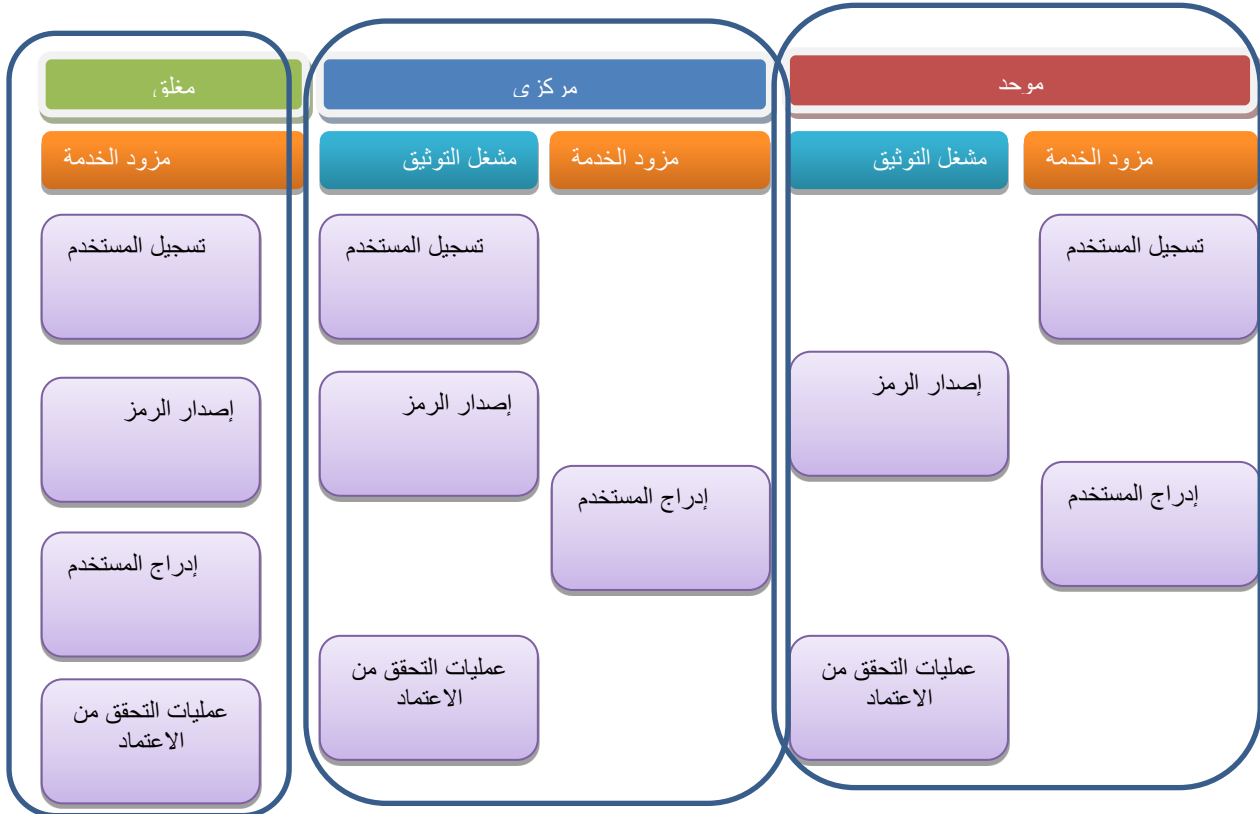 موحد
مركزي
مغلق
مزود الخدمة
مشغل التوثيق
مزود الخدمة
مشغل التوثيق
مزود الخدمة
تسجيل المستخدم
تسجيل المستخدم
تسجيل المستخدم
إصدار الرمز
إصدار الرمز
إصدار الرمز
إدراج المستخدم
إدراج المستخدم
إدراج المستخدم
عمليات التحقق من
الاعتماد
عمليات التحقق من
الاعتماد
عمليات التحقق من
الاعتماد